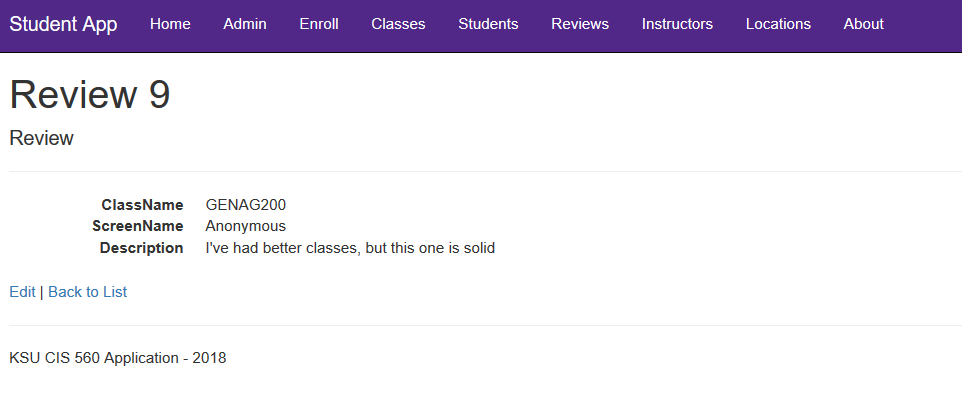 Student App Home Admin Enroll Classes Students Reviews Instructors Locations About
Review 9
Review
ClassName GENAG200
ScreenName Anonymous
Description I've had better classes, but this one is solid
Edit | Back to List
KSU CIS 560 Application - 2018